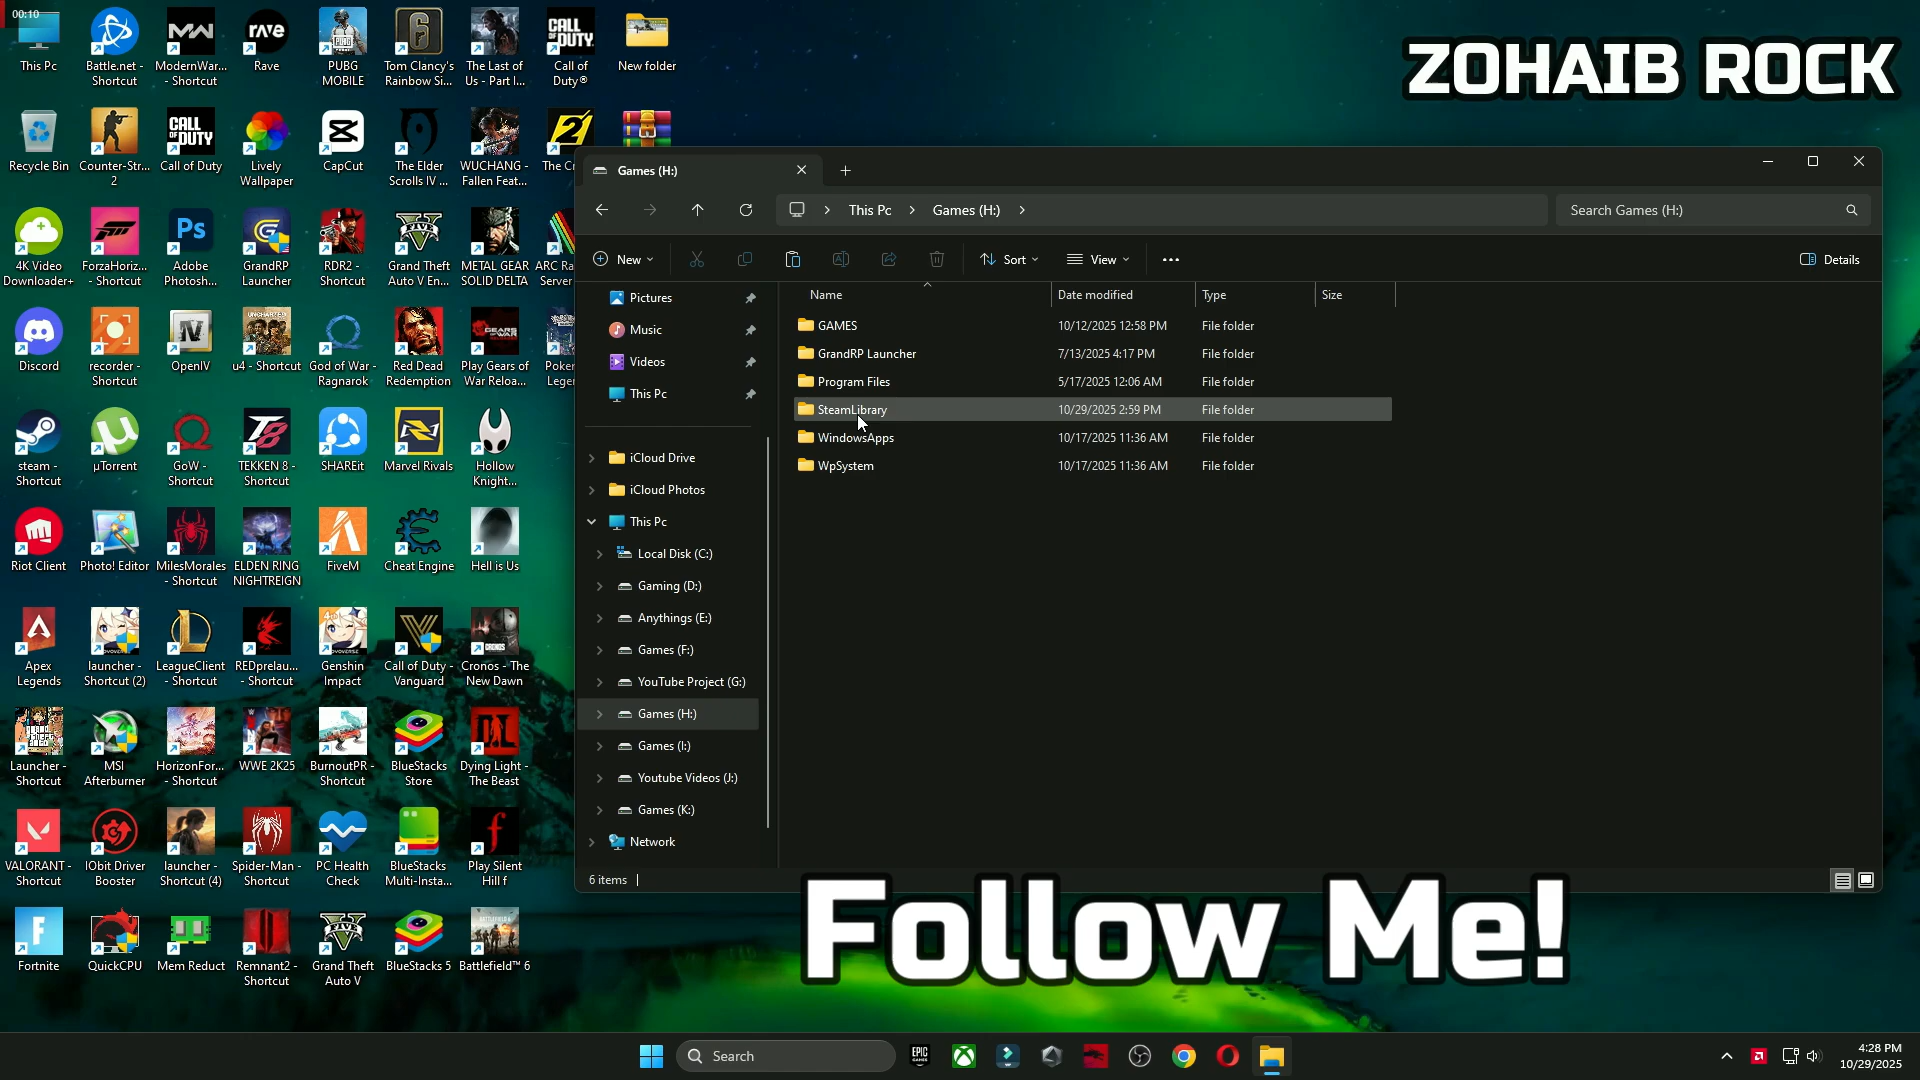 00:10
This Pc
Battle.net - Shortcut
ModernWar... - Shortcut
Rave
PUBG MOBILE
Tom Clancy's Rainbow Si...
The Last of Us - Part I...
Call of Duty®
New folder
ZOHAIB ROCK
Recycle Bin
Counter-Str... 2
Call of Duty
Lively Wallpaper
CapCut
The Elder Scrolls IV ...
WUCHANG - Fallen Feat...
The Cr
4K Video Downloader+
ForzaHoriz... - Shortcut
Adobe Photosh...
GrandRP Launcher
RDR2 - Shortcut
Grand Theft Auto V En...
METAL GEAR SOLID DELTA
ARC Ra
Server
Discord
recorder - Shortcut
OpenIV
u4 - Shortcut
God of War - Ragnarok
Red Dead Redemption
Play Gears of War Reloa...
Poke
Lege
steam - Shortcut
µTorrent
GoW - Shortcut
TEKKEN 8 - Shortcut
SHAREit
Marvel Rivals
Hollow Knight...
Riot Client
Photo! Editor
MilesMorales - Shortcut
ELDEN RING NIGHTREIGN
FiveM
Cheat Engine
Hell is Us
Apex Legends
launcher - Shortcut (2)
LeagueClient - Shortcut
REDprelau... - Shortcut
Genshin Impact
Call of Duty - Vanguard
Cronos - The New Dawn
Launcher - Shortcut
MSI Afterburner
HorizonFor... - Shortcut
WWE 2K25
BurnoutPR - Shortcut
BlueStacks Store
Dying Light - The Beast
VALORANT - Shortcut
IObit Driver Booster
launcher - Shortcut (4)
Spider-Man - Shortcut
PC Health Check
BlueStacks Multi-Insta...
Play Silent Hill f
Fortnite
QuickCPU
Mem Reduct
Remnant2 - Shortcut
Grand Theft Auto V
BlueStacks 5
Battlefield™ 6
Games (H:)
This Pc > Games (H:) >
Search Games (H:)
New
Sort
View
Details
Pictures
Music
Videos
This Pc
iCloud Drive
iCloud Photos
This Pc
Local Disk (C:)
Gaming (D:)
Anythings (E:)
Games (F:)
YouTube Project (G:)
Games (H:)
Games (I:)
Youtube Videos (J:)
Games (K:)
Network
Name Date modified Type Size
GAMES 10/12/2025 12:58 PM File folder
GrandRP Launcher 7/13/2025 4:17 PM File folder
Program Files 5/17/2025 12:06 AM File folder
SteamLibrary 10/29/2025 2:59 PM File folder
WindowsApps 10/17/2025 11:36 AM File folder
WpSystem 10/17/2025 11:36 AM File folder
6 items
Follow Me!
Search
4:28 PM
10/29/2025